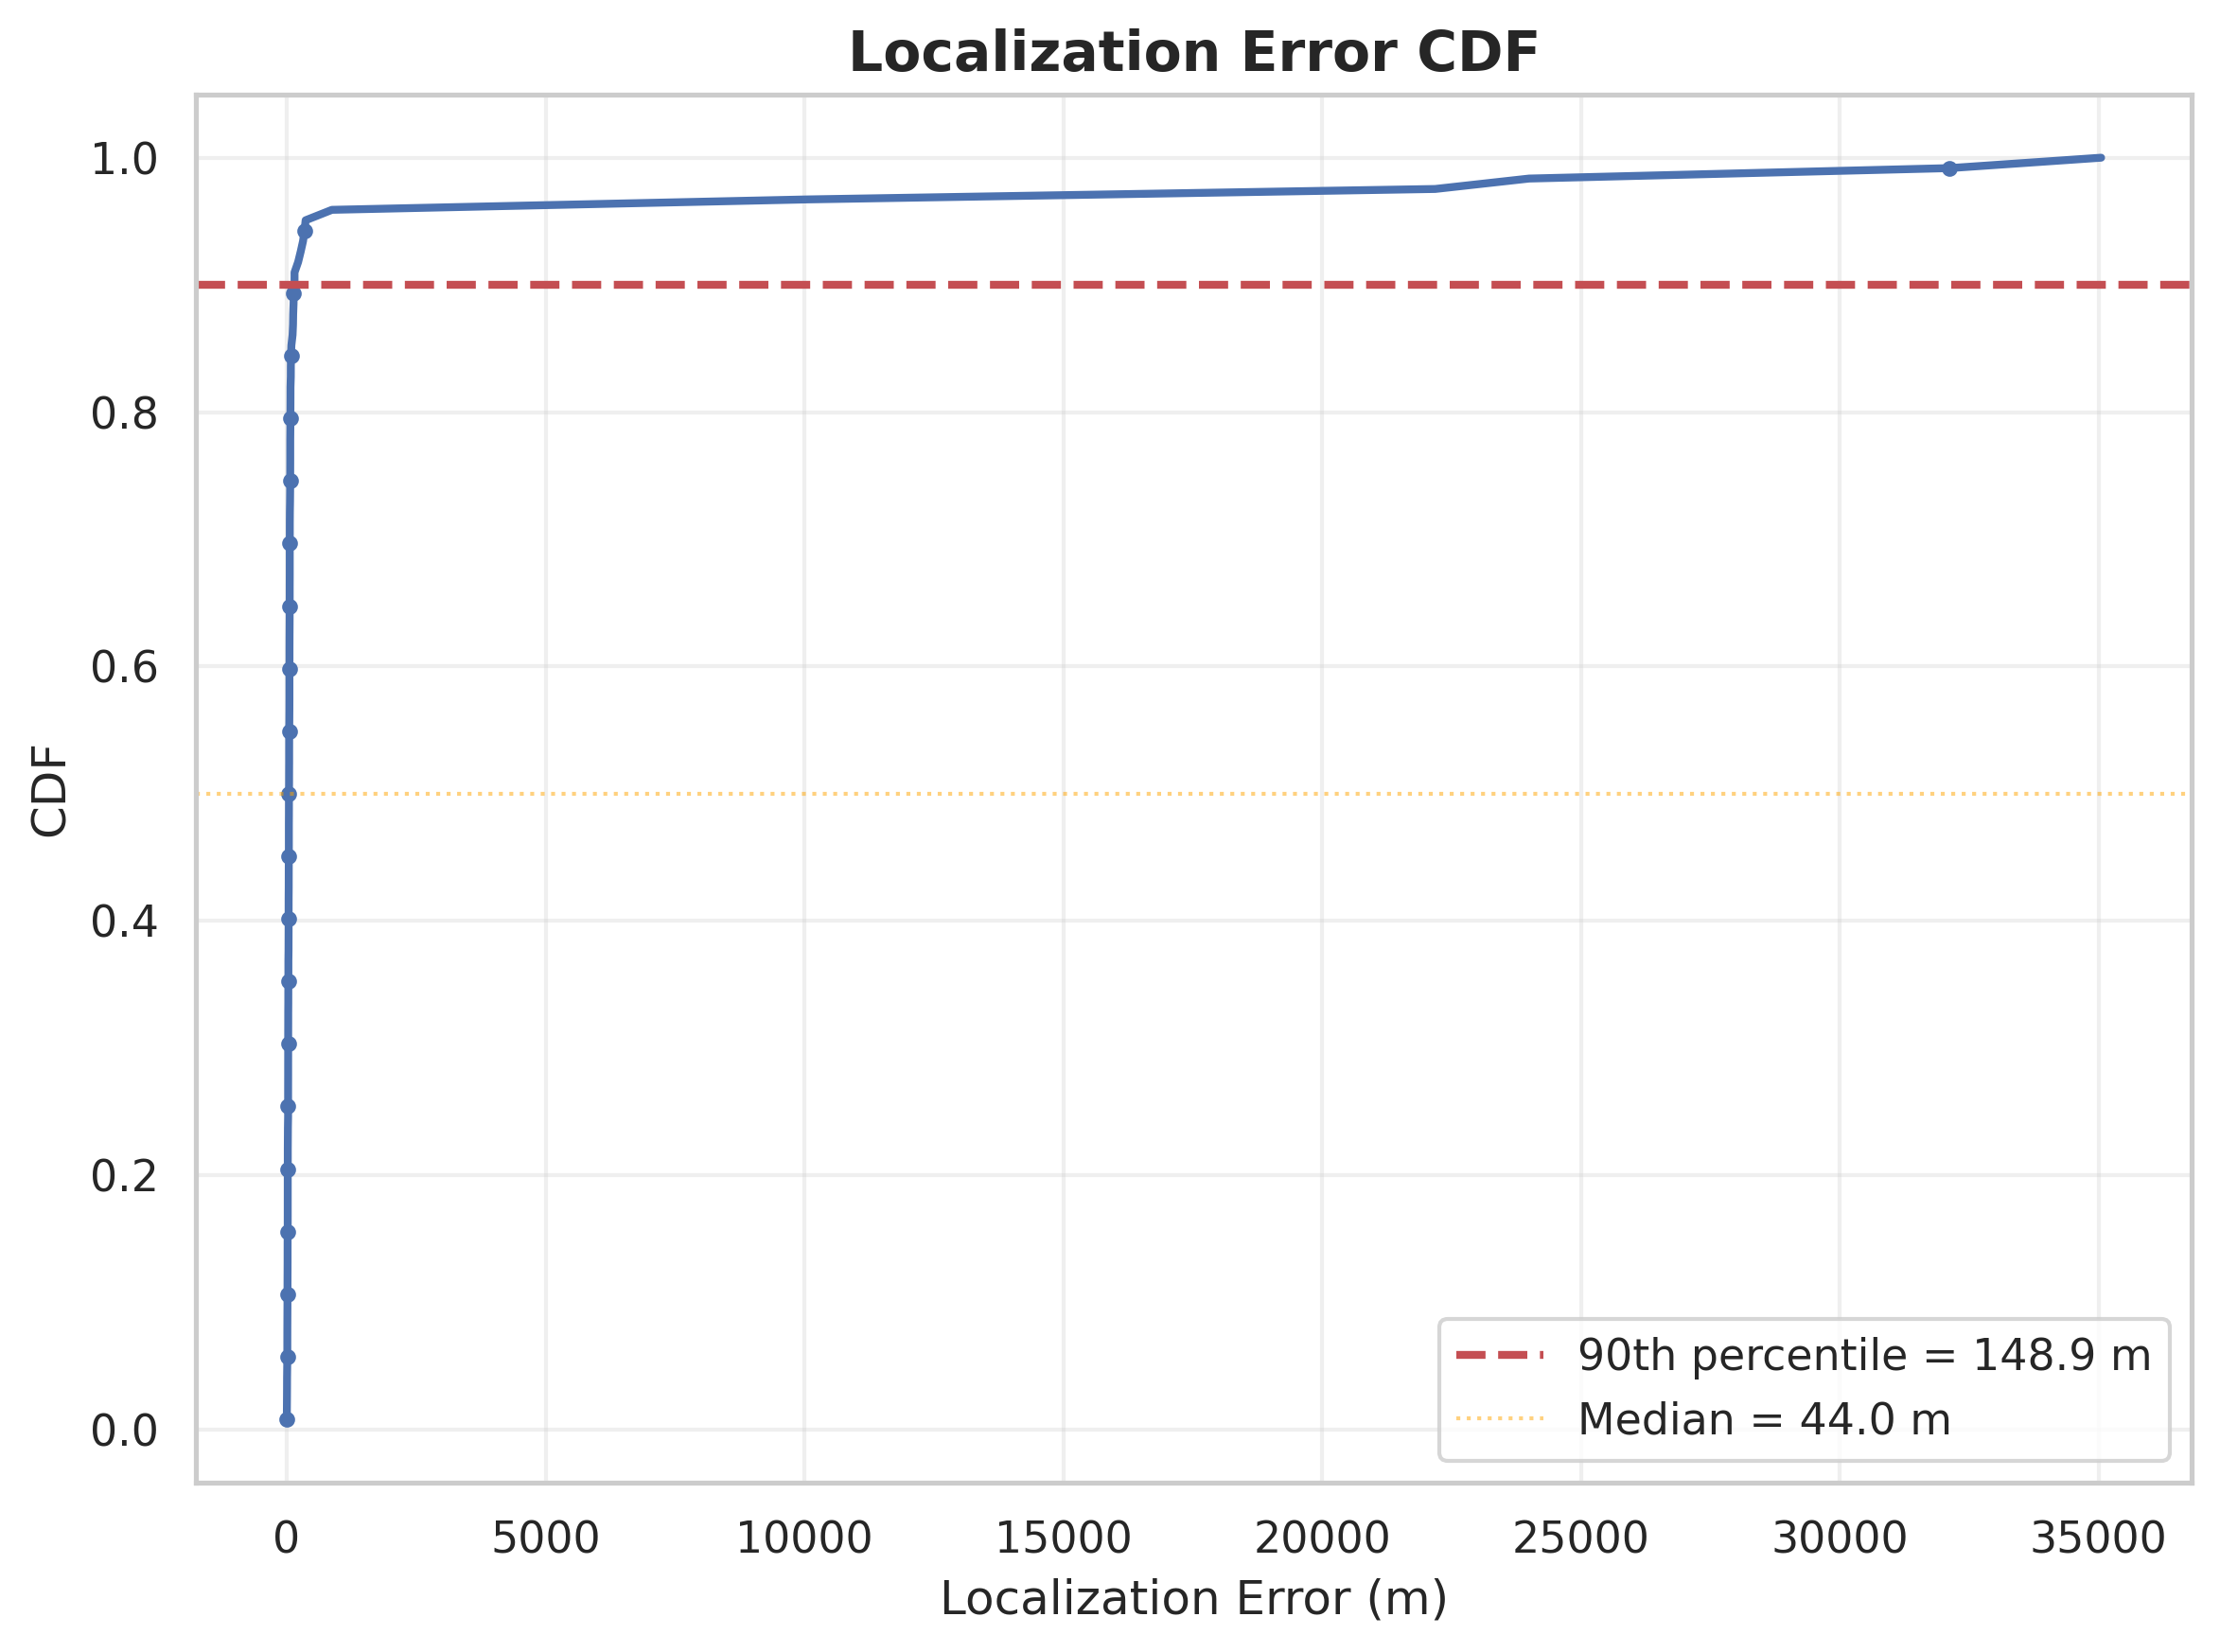 Localization Error CDF
1.0
0.8
0.6
0.4
0.2
0.0
CDF
90th percentile = 148.9 m
Median = 44.0 m
0 5000 10000 15000 20000 25000 30000 35000
Localization Error (m)